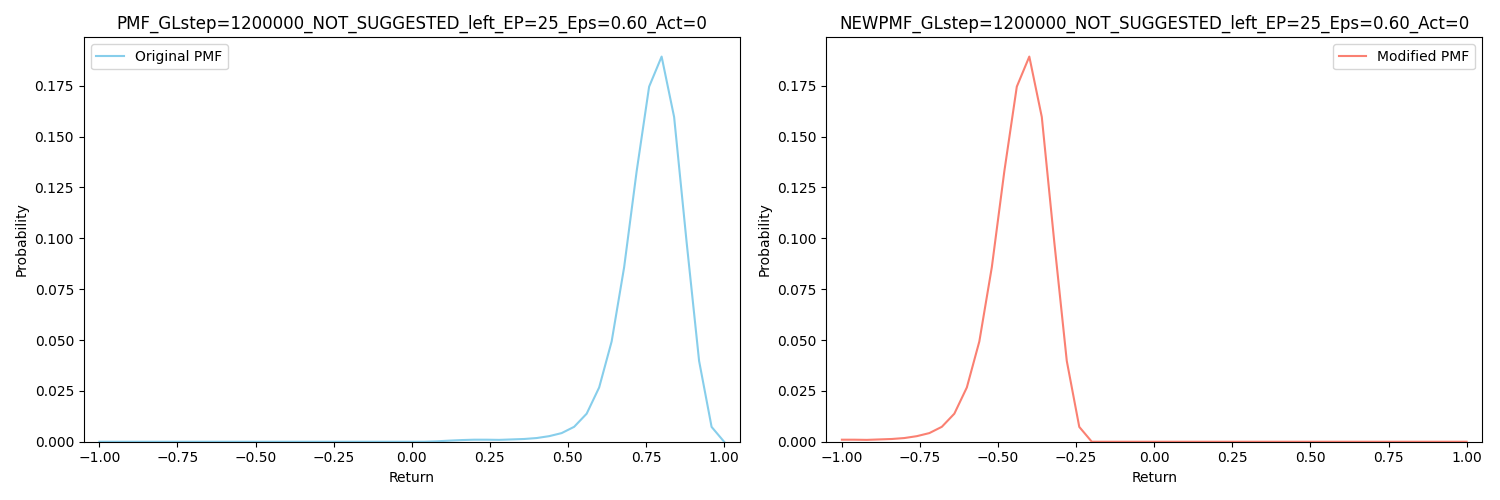 PMF_GLstep=1200000_NOT_SUGGESTED_left_EP=25_Eps=0.60_Act=0
Original PMF
0.175
0.150
0.125
0.100
0.075
0.050
0.025
0.000
Probability
−1.00 −0.75 −0.50 −0.25 0.00 0.25 0.50 0.75 1.00
Return
NEWPMF_GLstep=1200000_NOT_SUGGESTED_left_EP=25_Eps=0.60_Act=0
Modified PMF
0.175
0.150
0.125
0.100
0.075
0.050
0.025
0.000
Probability
−1.00 −0.75 −0.50 −0.25 0.00 0.25 0.50 0.75 1.00
Return